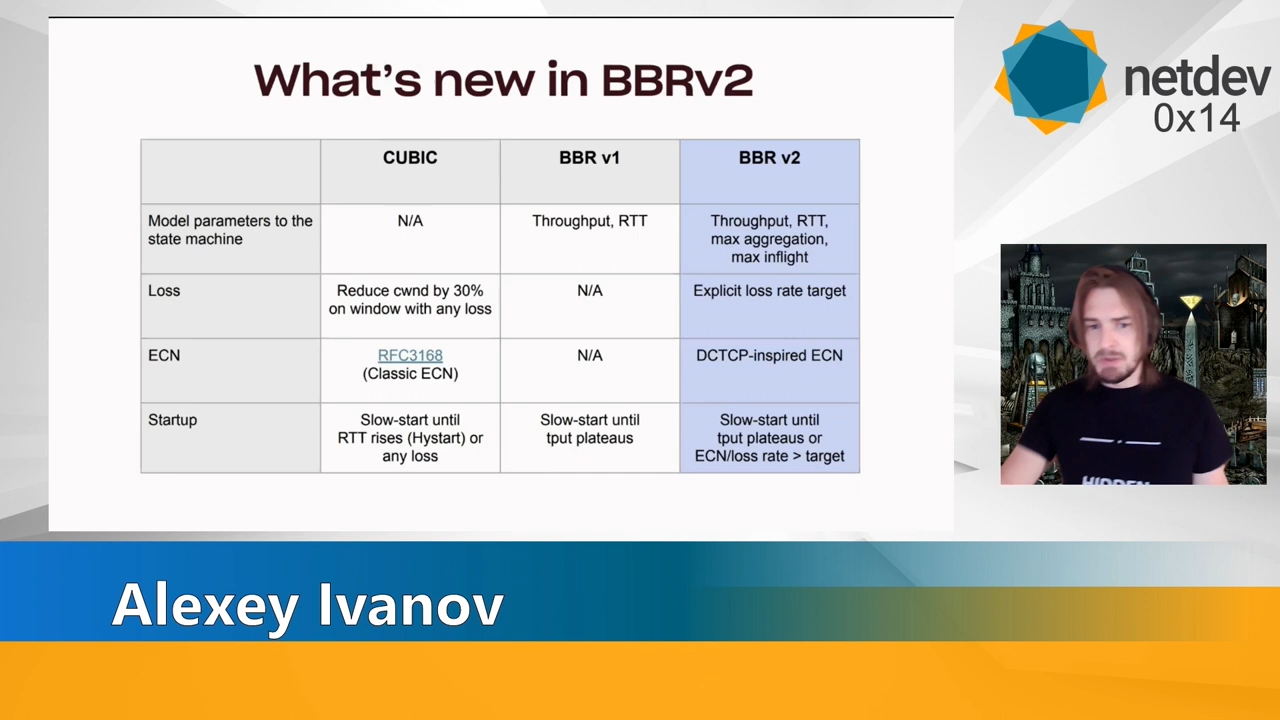 What's new in BBRv2
CUBIC
BBR v1
BBR v2
Model parameters to the
state machine
N/A
Throughput, RTT
Throughput, RTT,
max aggregation,
max inflight
Loss
Reduce cwnd by 30%
on window with any loss
N/A
Explicit loss rate target
ECN
RFC3168
(Classic ECN)
N/A
DCTCP-inspired ECN
Startup
Slow-start until
RTT rises (Hystart) or
any loss
Slow-start until
tput plateaus
Slow-start until
tput plateaus or
ECN/loss rate > target
netdev
0x14
HIDDEN
Alexey Ivanov